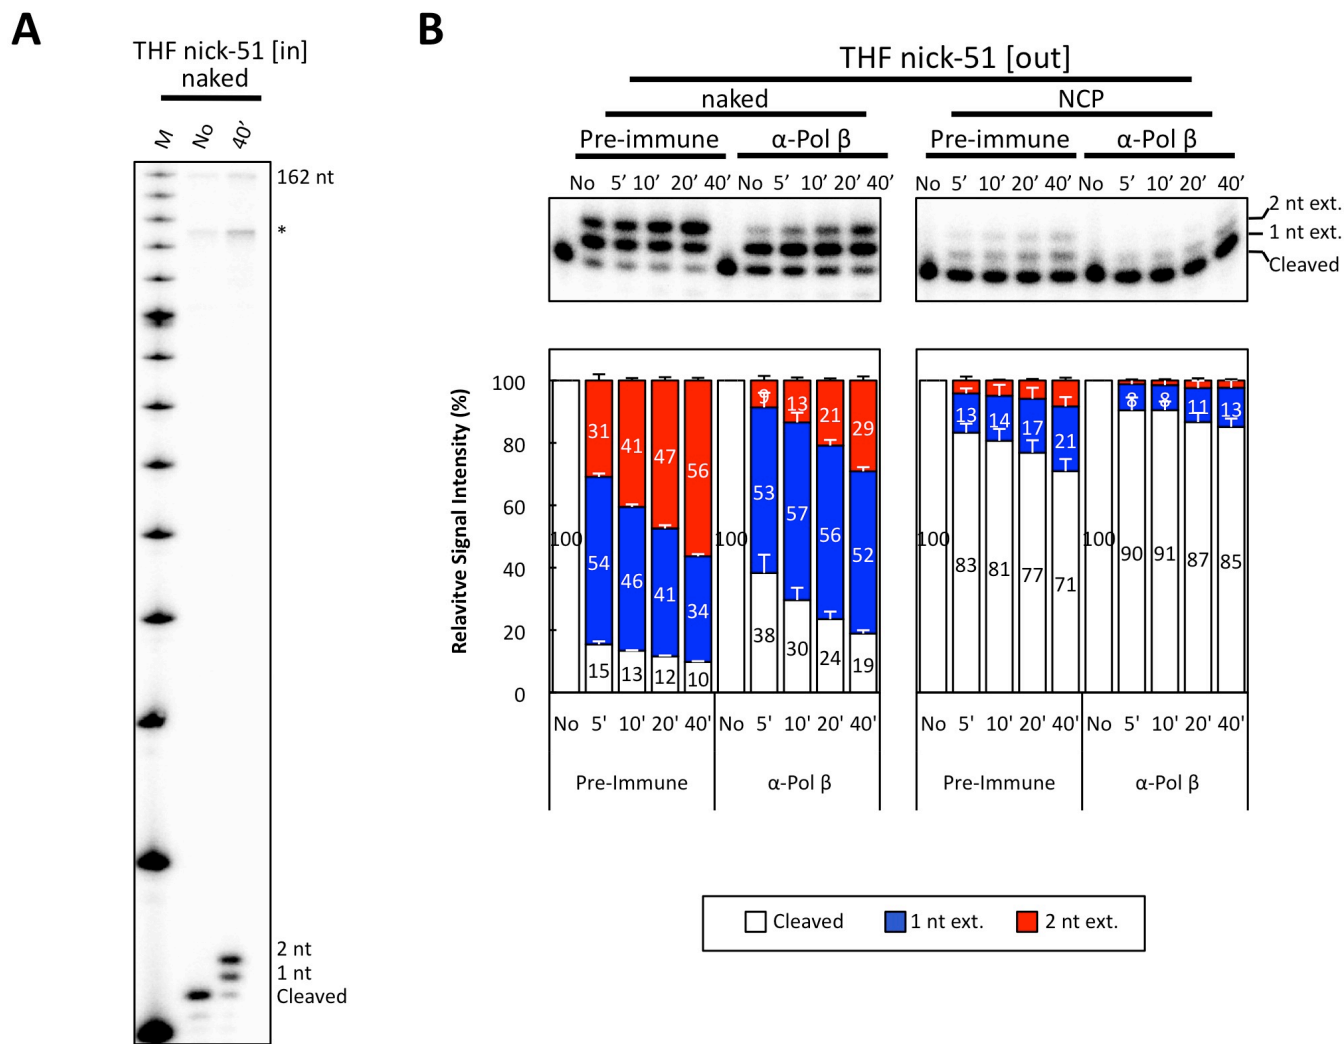 A
THF nick-51 [in]
naked
M
No
40’
162 nt
*
2 nt
1 nt
Cleaved
B
THF nick-51 [out]
naked
NCP
Pre-immune
α-Pol β
Pre-immune
α-Pol β
No 5’ 10’ 20’ 40’ No 5’ 10’ 20’ 40’
No 5’ 10’ 20’ 40’ No 5’ 10’ 20’ 40’
2 nt ext.
1 nt ext.
Cleaved
Relavitve Signal Intensity (%)
100
80
60
40
20
0
31 41 47 56 9 13 21 29
54 46 41 34 53 57 56 52
100 15 13 12 10 100 38 30 24 19
13 14 17 21 8 8 11 13
100 83 81 77 71 100 90 91 87 85
No 5' 10' 20' 40' No 5' 10' 20' 40'
Pre-Immune α-Pol β
No 5' 10' 20' 40' No 5' 10' 20' 40'
Pre-Immune α-Pol β
Cleaved 1 nt ext. 2 nt ext.